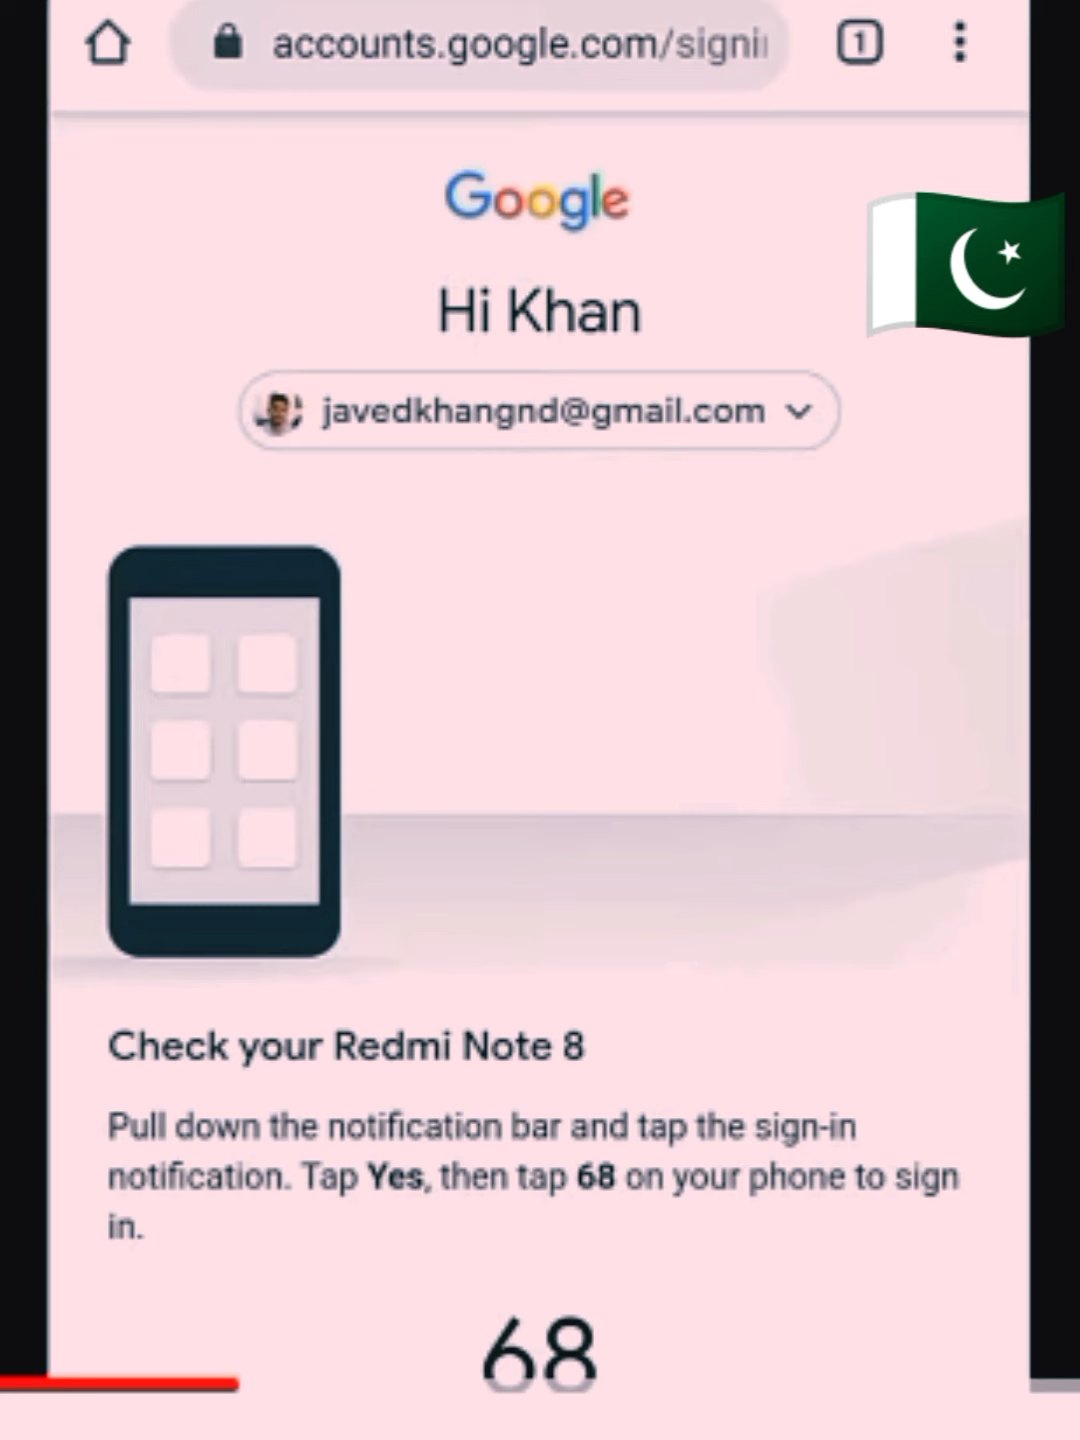 accounts.google.com/signi
1
Google
Hi Khan
javedkhangnd@gmail.com
Check your Redmi Note 8
Pull down the notification bar and tap the sign-in
notification. Tap Yes, then tap 68 on your phone to sign
in.
68